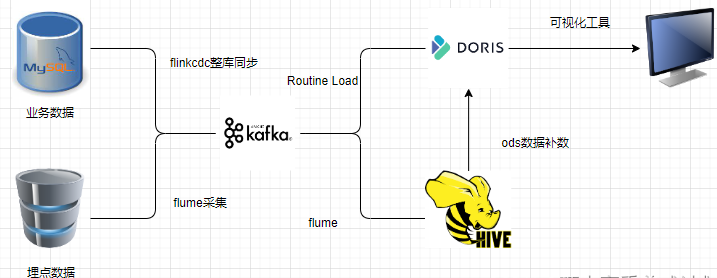 MySQL
业务数据
flinkcdc整库同步
Routine Load
DORIS
可视化工具
kafka
ods数据补数
flume采集
flume
HIVE
埋点数据